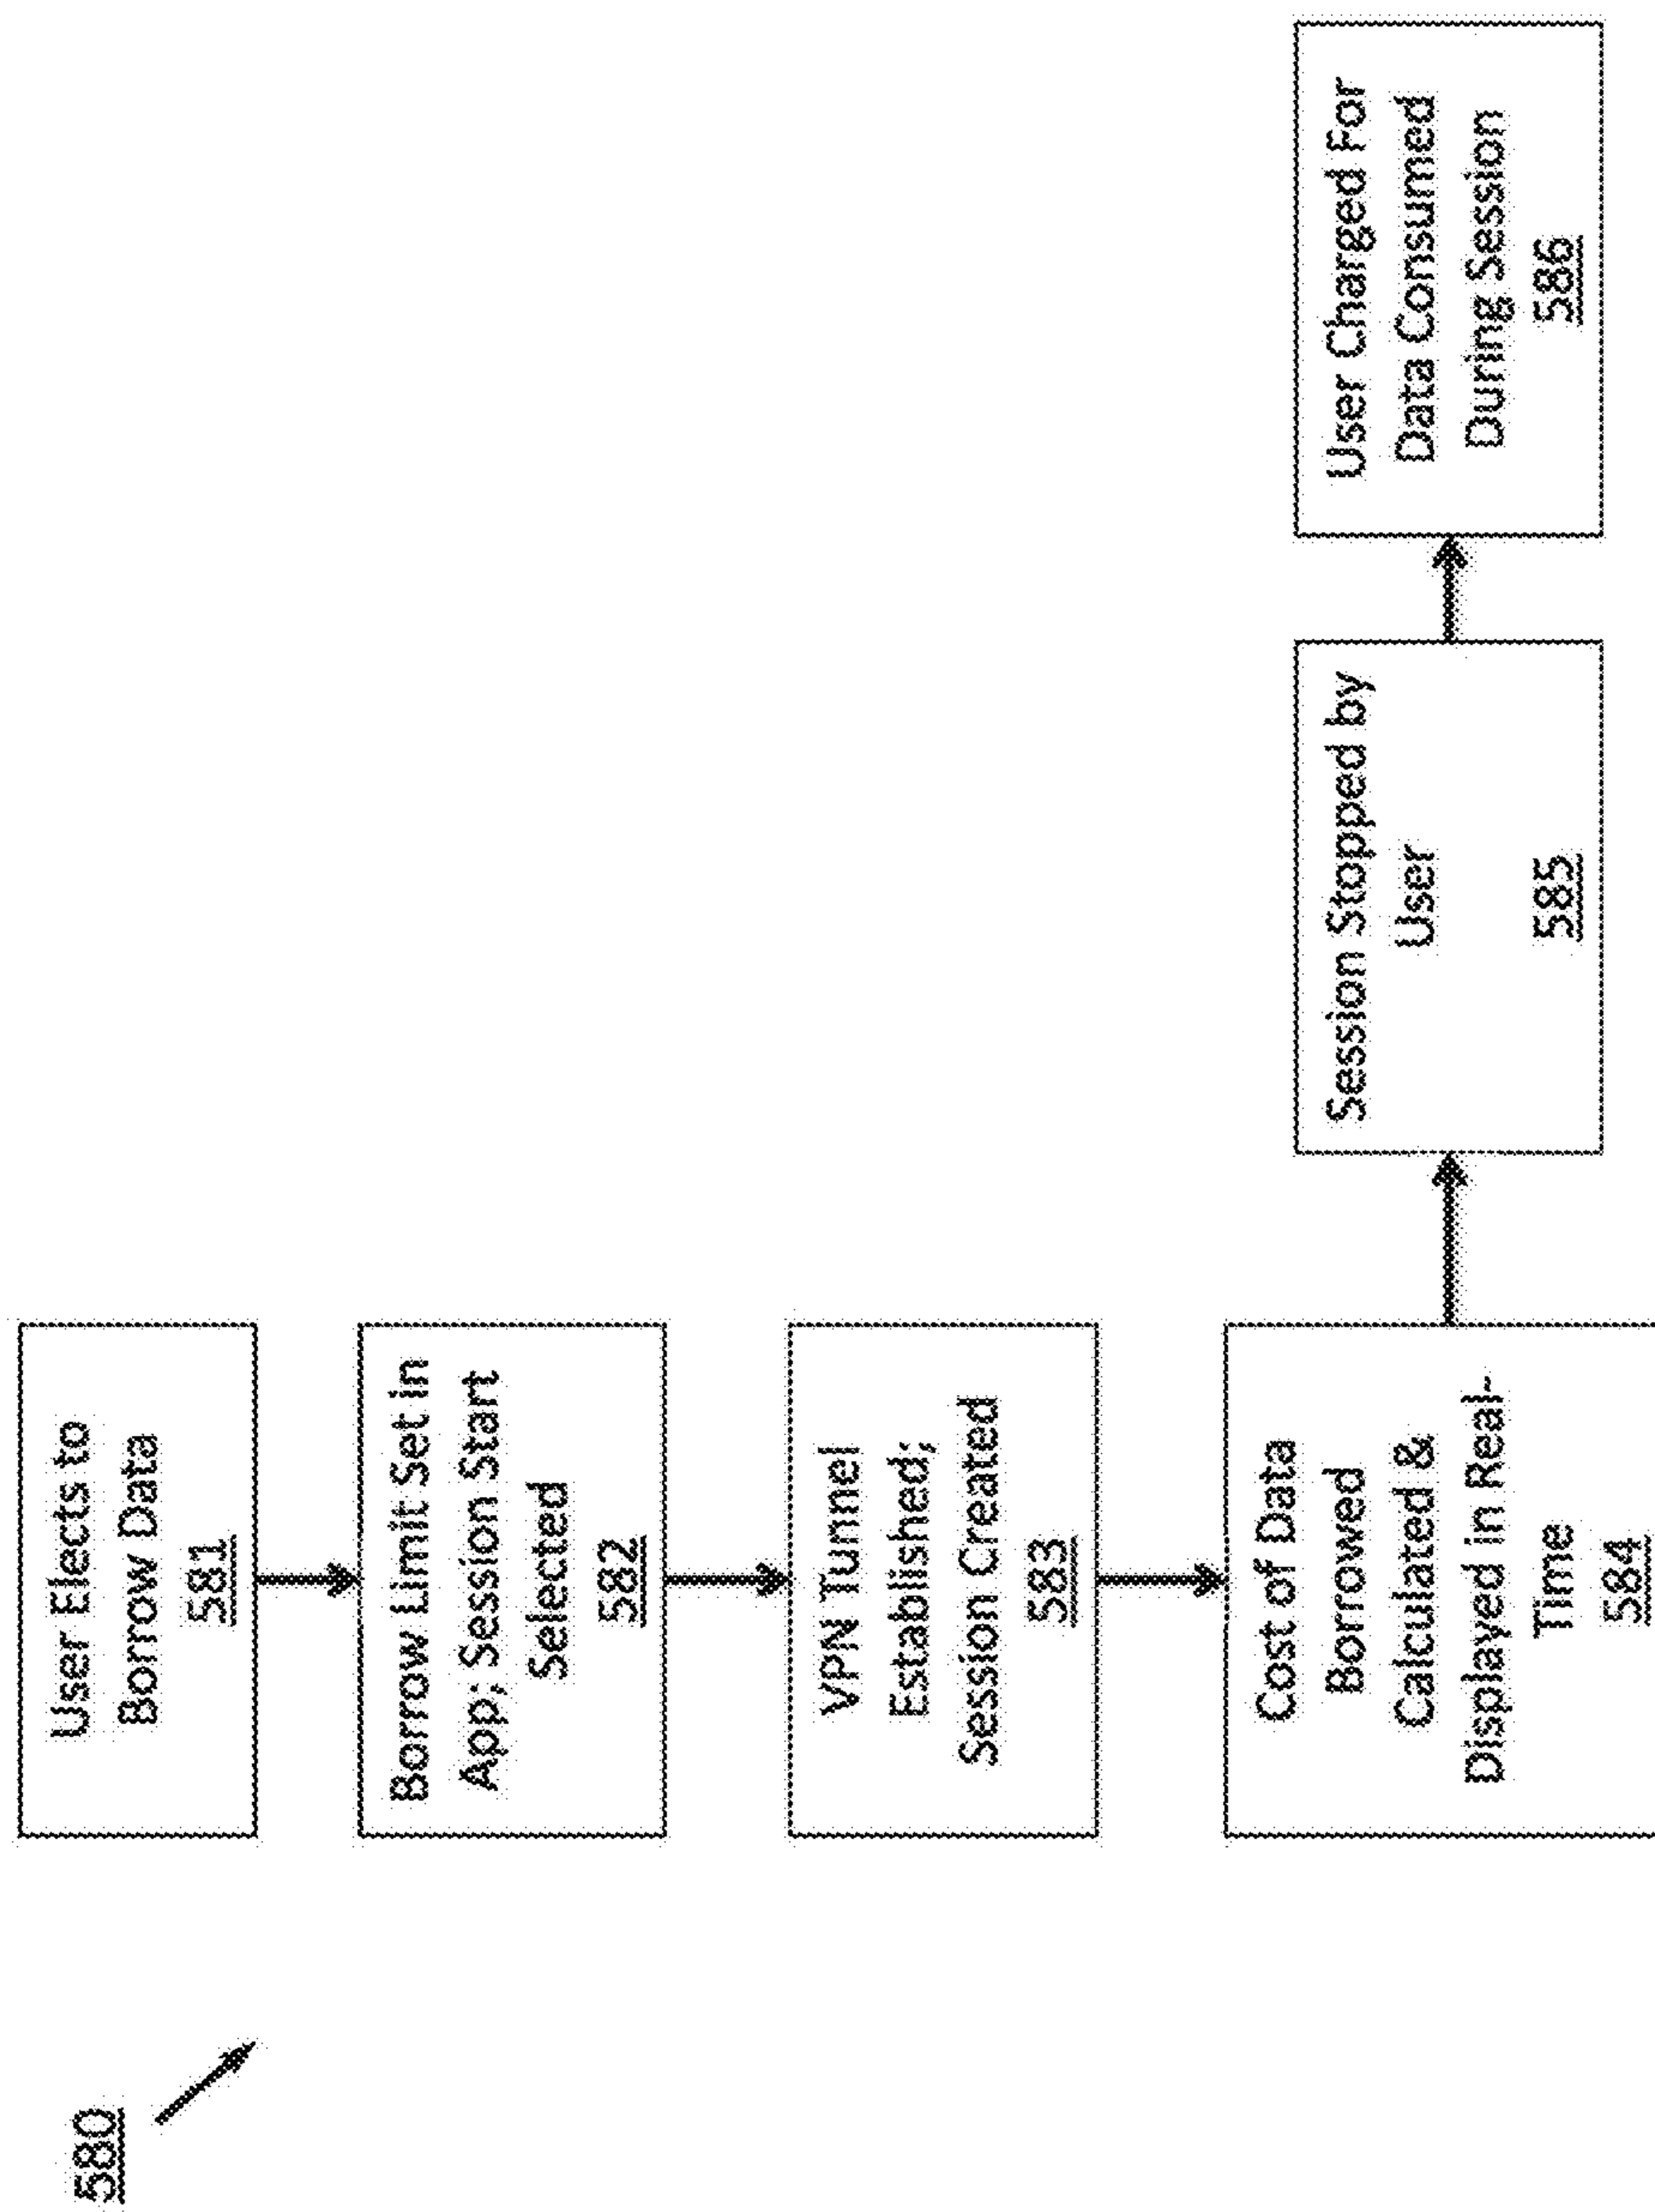 580
User Elects to
Borrow Data
581
Borrow Limit Set in
App; Session Start
Selected
582
VPN Tunnel
Established;
Session Created
583
Cost of Data
Borrowed
Calculated &
Displayed in Real-
Time
584
Session Stopped by
User
585
User Charged For
Data Consumed
During Session
586